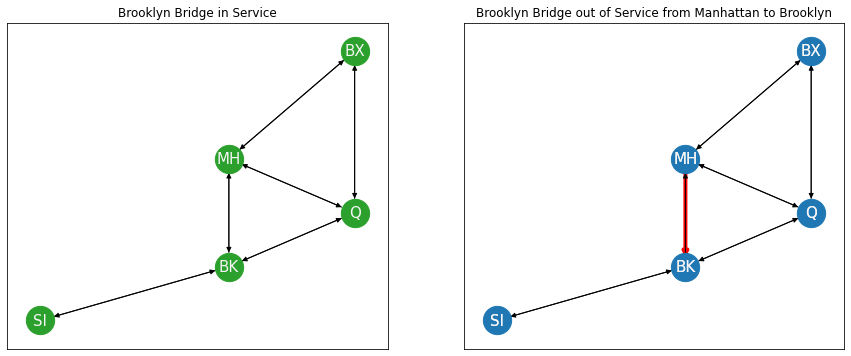 Brooklyn Bridge in Service
BX
MH
Q
BK
SI
Brooklyn Bridge out of Service from Manhattan to Brooklyn
BX
MH
Q
BK
SI